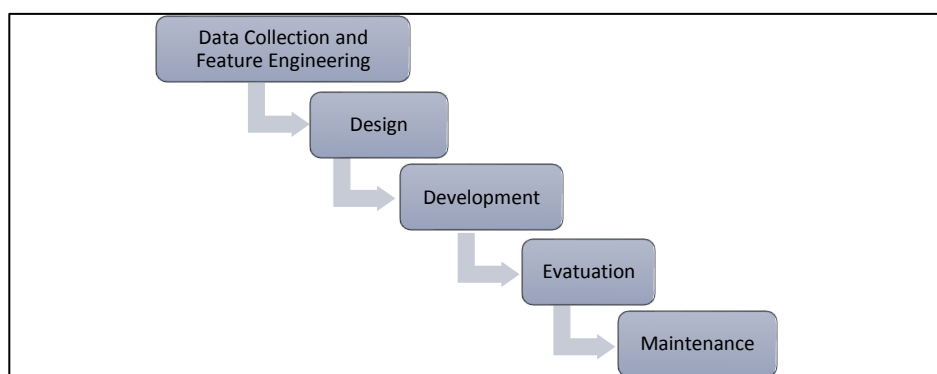 Data Collection and
Feature Engineering
Design
Development
Evatuation
Maintenance